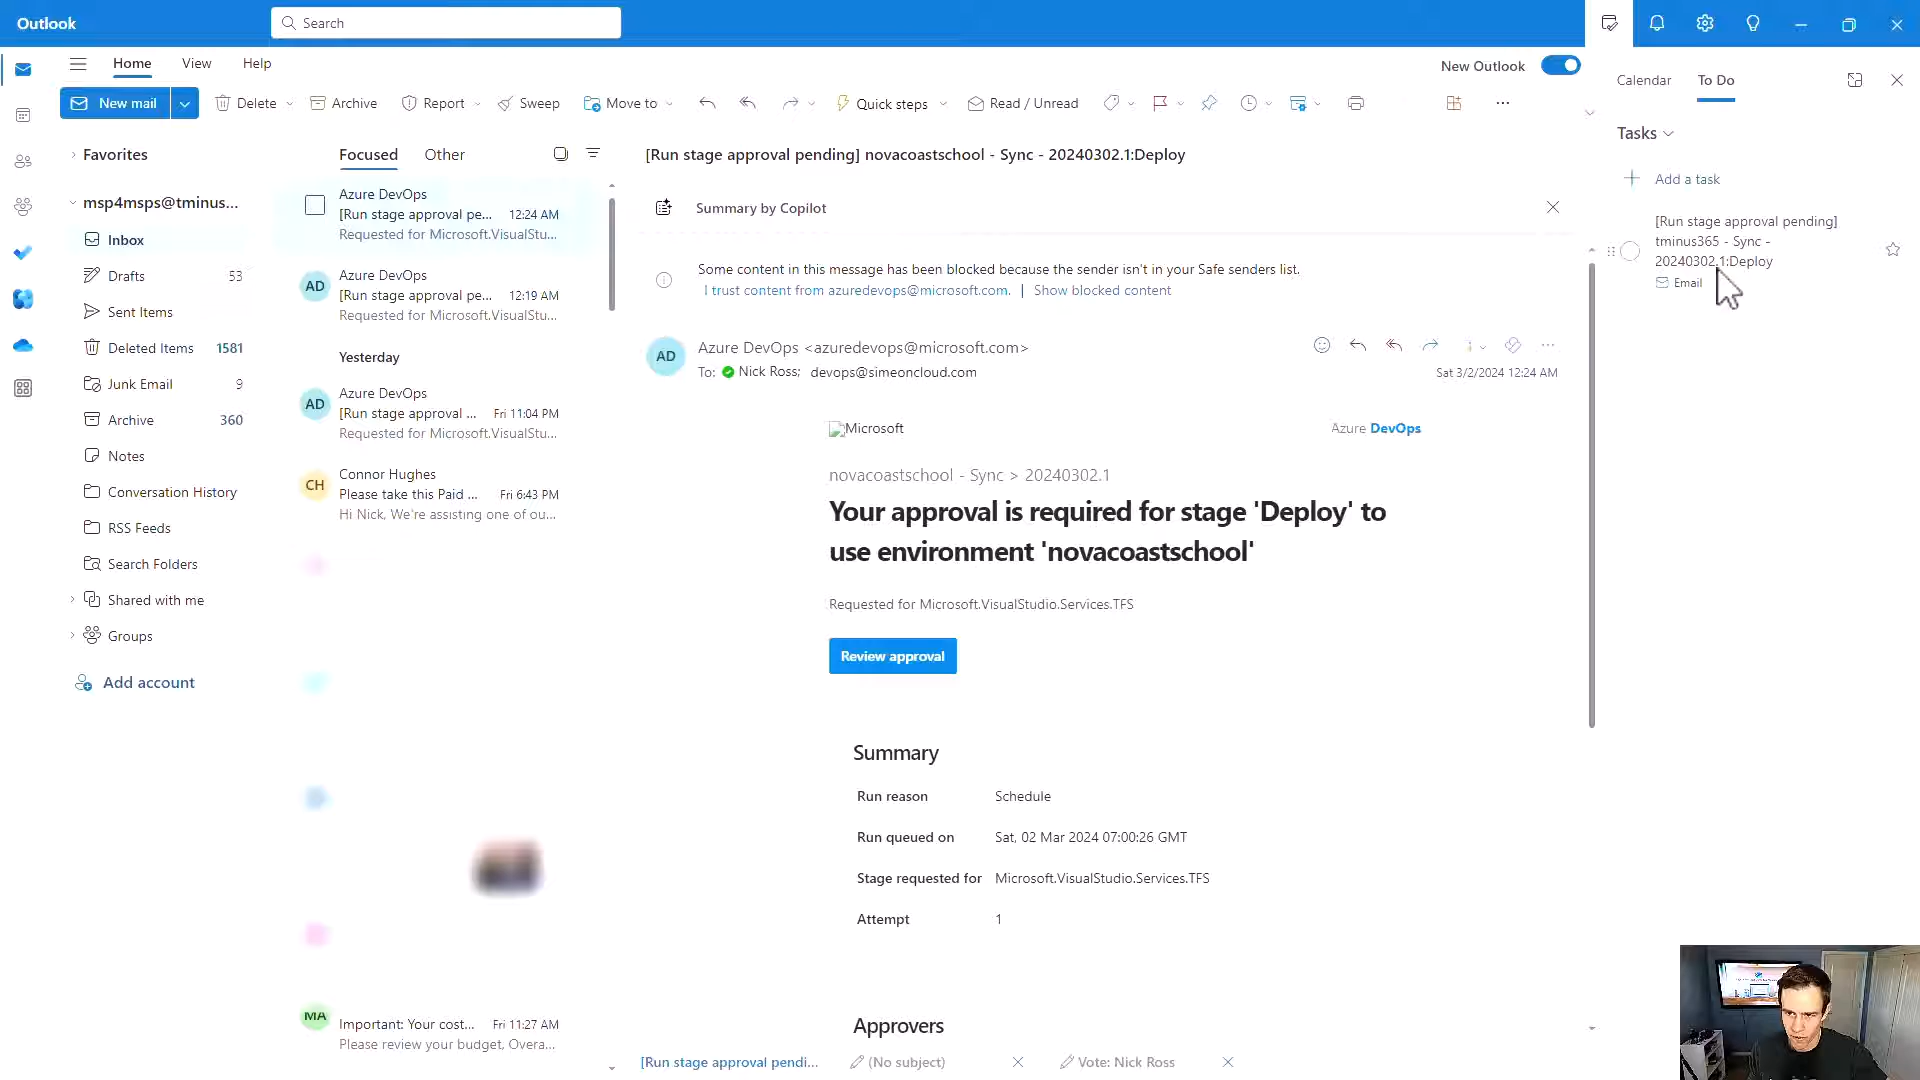 Outlook
Search
Home
View
Help
New Outlook
New mail
Delete
Archive
Report
Sweep
Move to
Quick steps
Read / Unread
Favorites
msp4msps@tminus...
Inbox
Drafts 53
Sent Items
Deleted Items 1581
Junk Email 9
Archive 360
Notes
Conversation History
RSS Feeds
Search Folders
Shared with me
Groups
Add account
Focused
Other
Azure DevOps
[Run stage approval pe... 12:24 AM
Requested for Microsoft.VisualStu...
AD
Azure DevOps
[Run stage approval pe... 12:19 AM
Requested for Microsoft.VisualStu...
Yesterday
AD
Azure DevOps
[Run stage approval ... Fri 11:04 PM
Requested for Microsoft.VisualStu...
CH
Connor Hughes
Please take this Paid ... Fri 6:43 PM
Hi Nick, We're assisting one of ou...
MA
Important: Your cost... Fri 11:27 AM
Please review your budget, Overa...
[Run stage approval pending] novacoastschool - Sync - 20240302.1:Deploy
Summary by Copilot
Some content in this message has been blocked because the sender isn't in your Safe senders list.
I trust content from azuredevops@microsoft.com. | Show blocked content
AD
Azure DevOps <azuredevops@microsoft.com>
To: Nick Ross; devops@simeoncloud.com
Sat 3/2/2024 12:24 AM
Microsoft
Azure DevOps
novacoastschool - Sync > 20240302.1
Your approval is required for stage 'Deploy' to
use environment 'novacoastschool'
Requested for Microsoft.VisualStudio.Services.TFS
Review approval
Summary
Run reason Schedule
Run queued on Sat, 02 Mar 2024 07:00:26 GMT
Stage requested for Microsoft.VisualStudio.Services.TFS
Attempt 1
Approvers
[Run stage approval pendi...
(No subject)
Vote: Nick Ross
Calendar
To Do
Tasks
Add a task
[Run stage approval pending]
tminus365 - Sync -
20240302.1:Deploy
Email